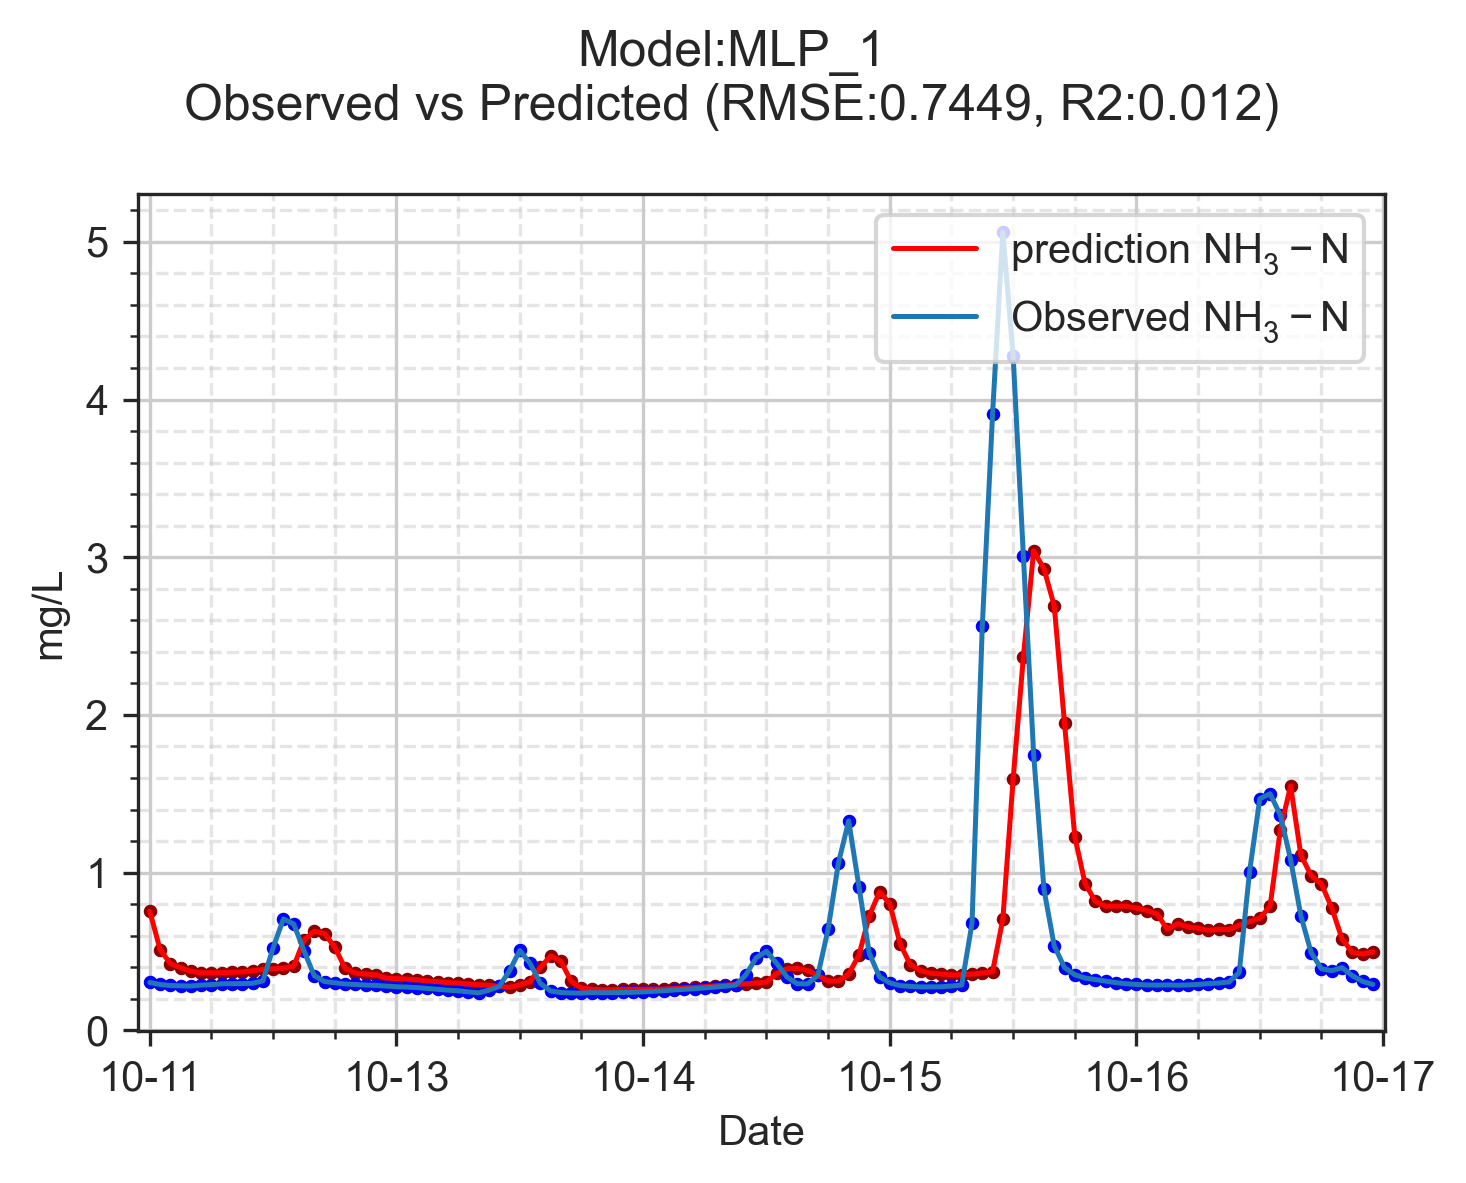 Model:MLP_1
Observed vs Predicted (RMSE:0.7449, R2:0.012)
prediction NH₃ − N
Observed NH₃ − N
5
4
3
2
1
0
mg/L
10-11 10-13 10-14 10-15 10-16 10-17
Date